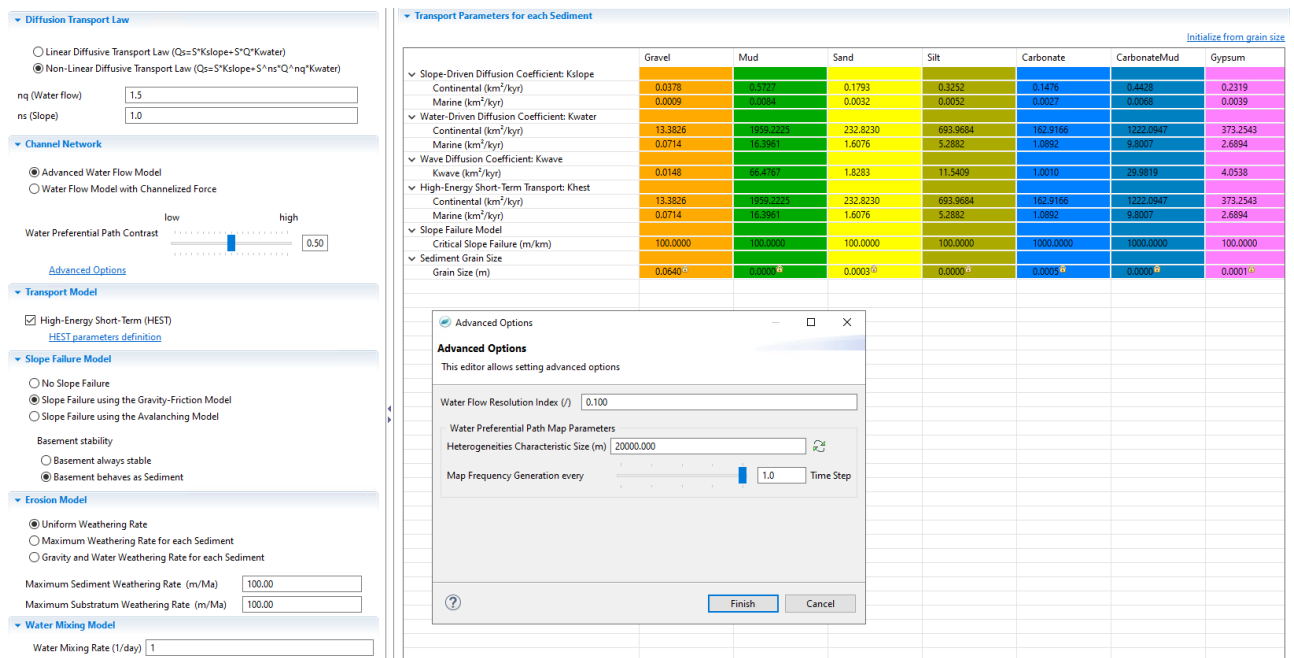 Diffusion Transport Law
Linear Diffusive Transport Law (Qs=S*Kslope+S*Q*Kwater)
Non-Linear Diffusive Transport Law (Qs=S*Kslope+S^ns*Q^nq*Kwater)
nq (Water flow) 1.5
ns (Slope) 1.0
Channel Network
Advanced Water Flow Model
Water Flow Model with Channelized Force
low high
Water Preferential Path Contrast 0.50
Advanced Options
Transport Model
High-Energy Short-Term (HEST)
HEST parameters definition
Slope Failure Model
No Slope Failure
Slope Failure using the Gravity-Friction Model
Slope Failure using the Avalanching Model
Basement stability
Basement always stable
Basement behaves as Sediment
Erosion Model
Uniform Weathering Rate
Maximum Weathering Rate for each Sediment
Gravity and Water Weathering Rate for each Sediment
Maximum Sediment Weathering Rate (m/Ma) 100.00
Maximum Substratum Weathering Rate (m/Ma) 100.00
Water Mixing Model
Water Mixing Rate (1/day) 1
Transport Parameters for each Sediment
Initialize from grain size
Gravel Mud Sand Silt Carbonate CarbonateMud Gypsum
Slope-Driven Diffusion Coefficient: Kslope
Continental (km²/kyr) 0.0378 0.5727 0.1793 0.3252 0.1476 0.4428 0.2319
Marine (km²/kyr) 0.0009 0.0084 0.0032 0.0052 0.0027 0.0068 0.0039
Water-Driven Diffusion Coefficient: Kwater
Continental (km²/kyr) 13.3826 1959.2225 232.8230 693.9684 162.9166 1222.0947 373.2543
Marine (km²/kyr) 0.0714 16.3961 1.6076 5.2882 1.0892 9.8007 2.6894
Wave Diffusion Coefficient: Kwave
Kwave (km²/kyr) 0.0148 66.4767 1.8283 11.5409 1.0010 29.9819 4.0538
High-Energy Short-Term Transport: Khest
Continental (km²/kyr) 13.3826 1959.2225 232.8230 693.9684 162.9166 1222.0947 373.2543
Marine (km²/kyr) 0.0714 16.3961 1.6076 5.2882 1.0892 9.8007 2.6894
Slope Failure Model
Critical Slope Failure (m/km) 100.0000 100.0000 100.0000 100.0000 1000.0000 1000.0000 100.0000
Sediment Grain Size
Grain Size (m) 0.0640 0.0000 0.0003 0.0000 0.0005 0.0000 0.0001
Advanced Options
Advanced Options
This editor allows setting advanced options
Water Flow Resolution Index (/) 0.100
Water Preferential Path Map Parameters
Heterogeneities Characteristic Size (m) 20000.000
Map Frequency Generation every 1.0 Time Step
? Finish Cancel